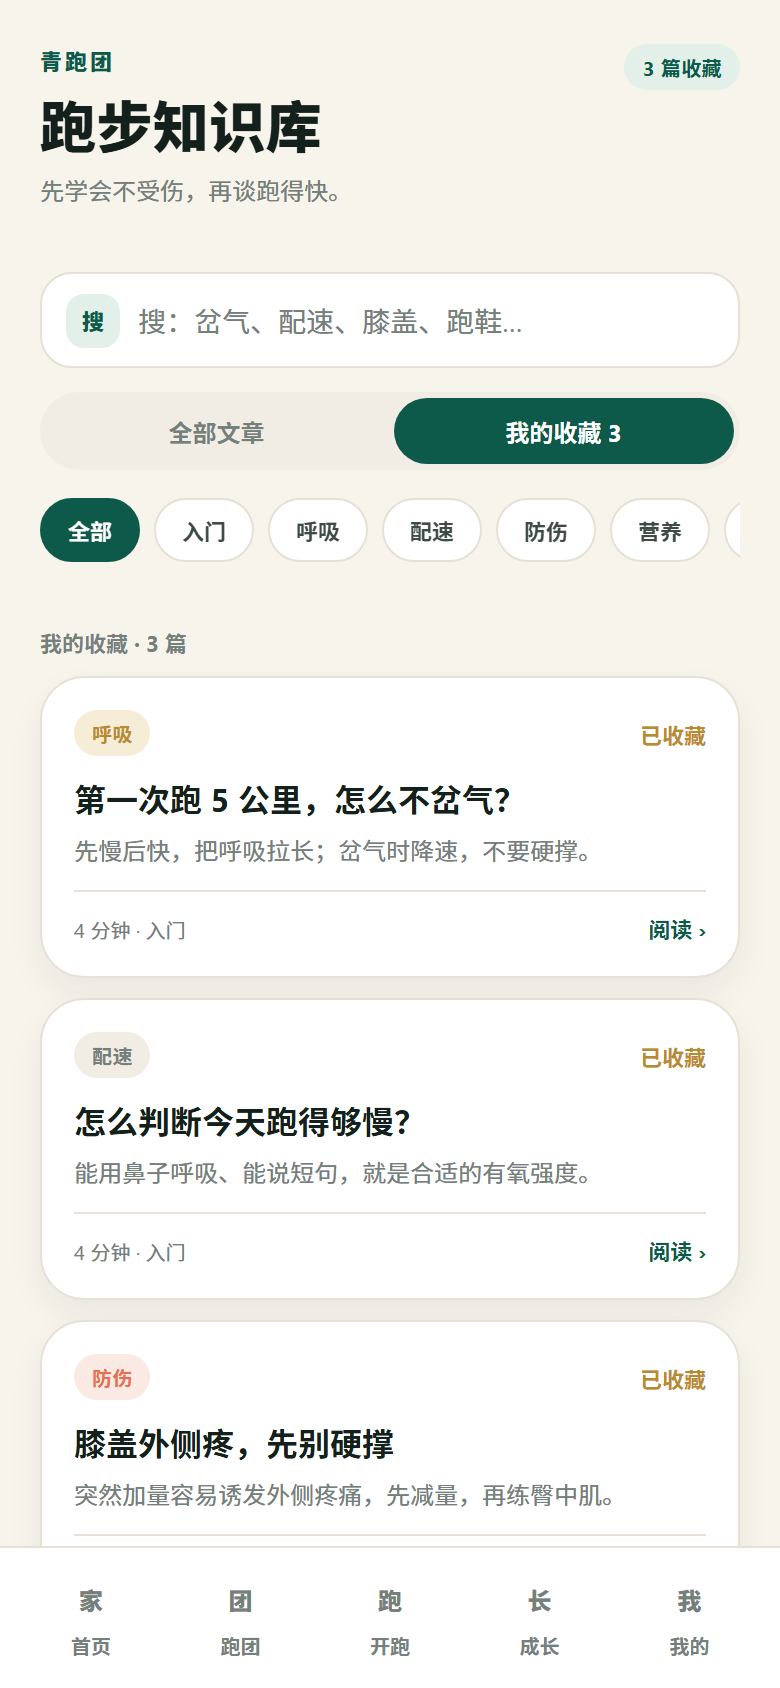 青跑团
3 篇收藏
跑步知识库
先学会不受伤，再谈跑得快。
搜
搜：岔气、配速、膝盖、跑鞋...
全部文章
我的收藏 3
全部
入门
呼吸
配速
防伤
营养
我的收藏 · 3 篇
呼吸
已收藏
第一次跑 5 公里，怎么不岔气？
先慢后快，把呼吸拉长；岔气时降速，不要硬撑。
4 分钟 · 入门
阅读 ›
配速
已收藏
怎么判断今天跑得够慢？
能用鼻子呼吸、能说短句，就是合适的有氧强度。
4 分钟 · 入门
阅读 ›
防伤
已收藏
膝盖外侧疼，先别硬撑
突然加量容易诱发外侧疼痛，先减量，再练臀中肌。
家
团
跑
长
我
首页
跑团
开跑
成长
我的